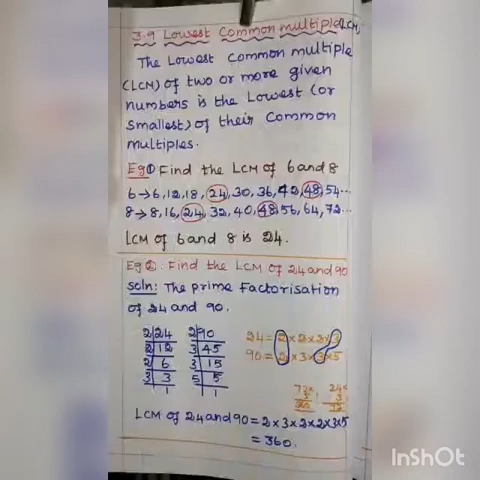 3.9 Lowest Common multiple (LCM)
The Lowest Common multiple
(LCM) of two or more given
numbers is the Lowest (or
Smallest) of their Common
multiples.
Eg① Find the LCM of 6 and 8
6→6,12,18,24,30,36,42,48,54...
8→8,16,24,32,40,48,56,64,72...
LCM of 6 and 8 is 24.
Eg② Find the LCM of 24 and 90
Soln: The prime Factorisation
of 24 and 90.
2 24 2 90
2 12 3 45
2 6 3 15
3 3 5 5
1 1
24 = 2×2×2×3
90 = 2×3×3×5
72×
24×
3
72
LCM of 24 and 90 = 2×3×2×2×3×5
= 360.
InShOt